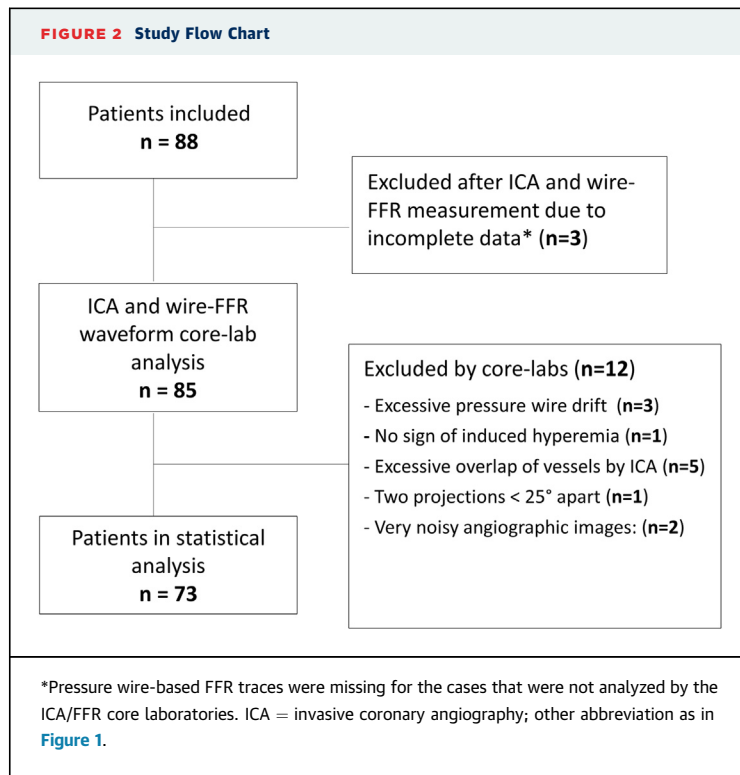 FIGURE 2 Study Flow Chart
Patients included
n = 88
Excluded after ICA and wire-
FFR measurement due to
incomplete data* (n=3)
ICA and wire-FFR
waveform core-lab
analysis
n = 85
Excluded by core-labs (n=12)
- Excessive pressure wire drift (n=3)
- No sign of induced hyperemia (n=1)
- Excessive overlap of vessels by ICA (n=5)
- Two projections < 25° apart (n=1)
- Very noisy angiographic images: (n=2)
Patients in statistical
analysis
n = 73
*Pressure wire-based FFR traces were missing for the cases that were not analyzed by the
ICA/FFR core laboratories. ICA = invasive coronary angiography; other abbreviation as in
Figure 1.